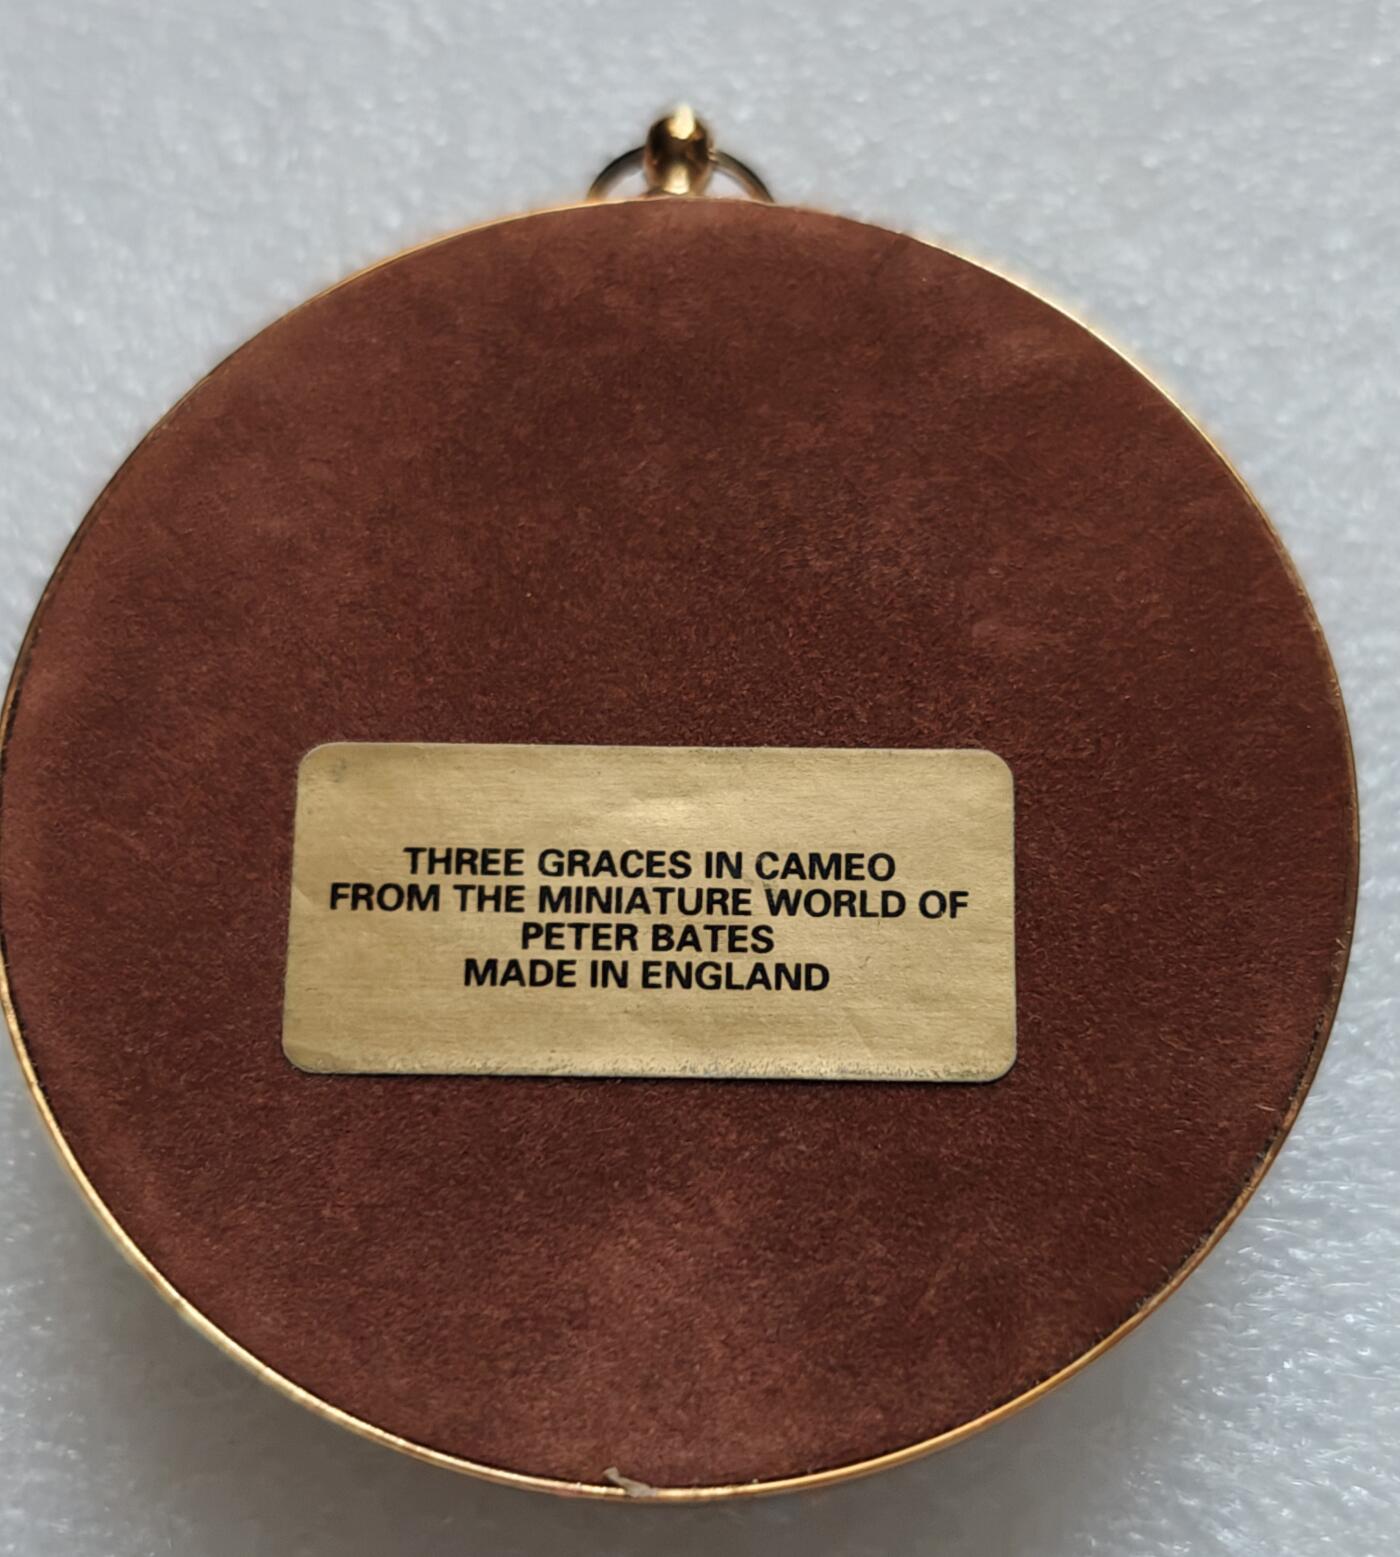 THREE GRACES IN CAMEO
FROM THE MINIATURE WORLD OF
PETER BATES
MADE IN ENGLAND